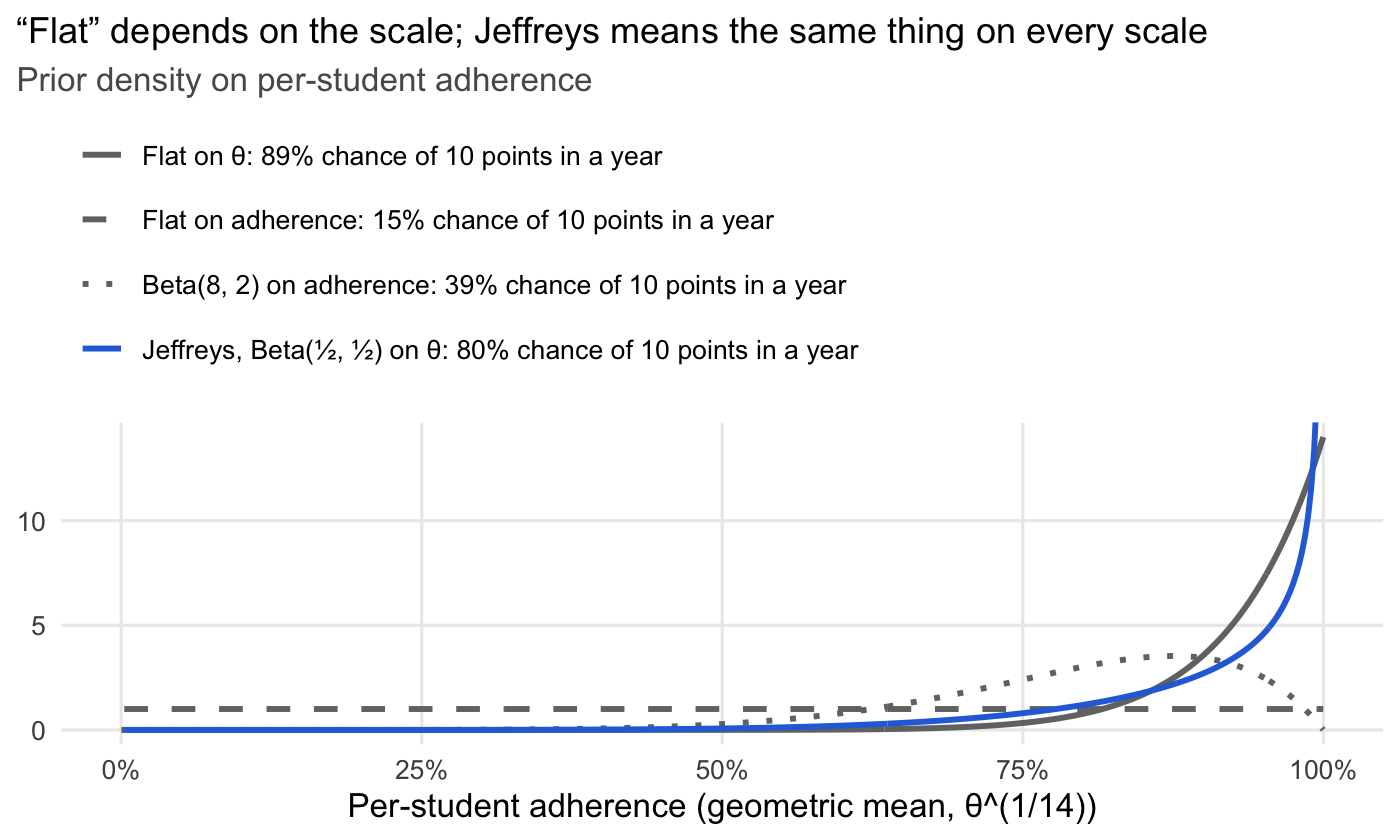 “Flat” depends on the scale; Jeffreys means the same thing on every scale
Prior density on per-student adherence
Flat on θ: 89% chance of 10 points in a year
Flat on adherence: 15% chance of 10 points in a year
Beta(8, 2) on adherence: 39% chance of 10 points in a year
Jeffreys, Beta(½, ½) on θ: 80% chance of 10 points in a year
10
5
0
0% 25% 50% 75% 100%
Per-student adherence (geometric mean, θ^(1/14))